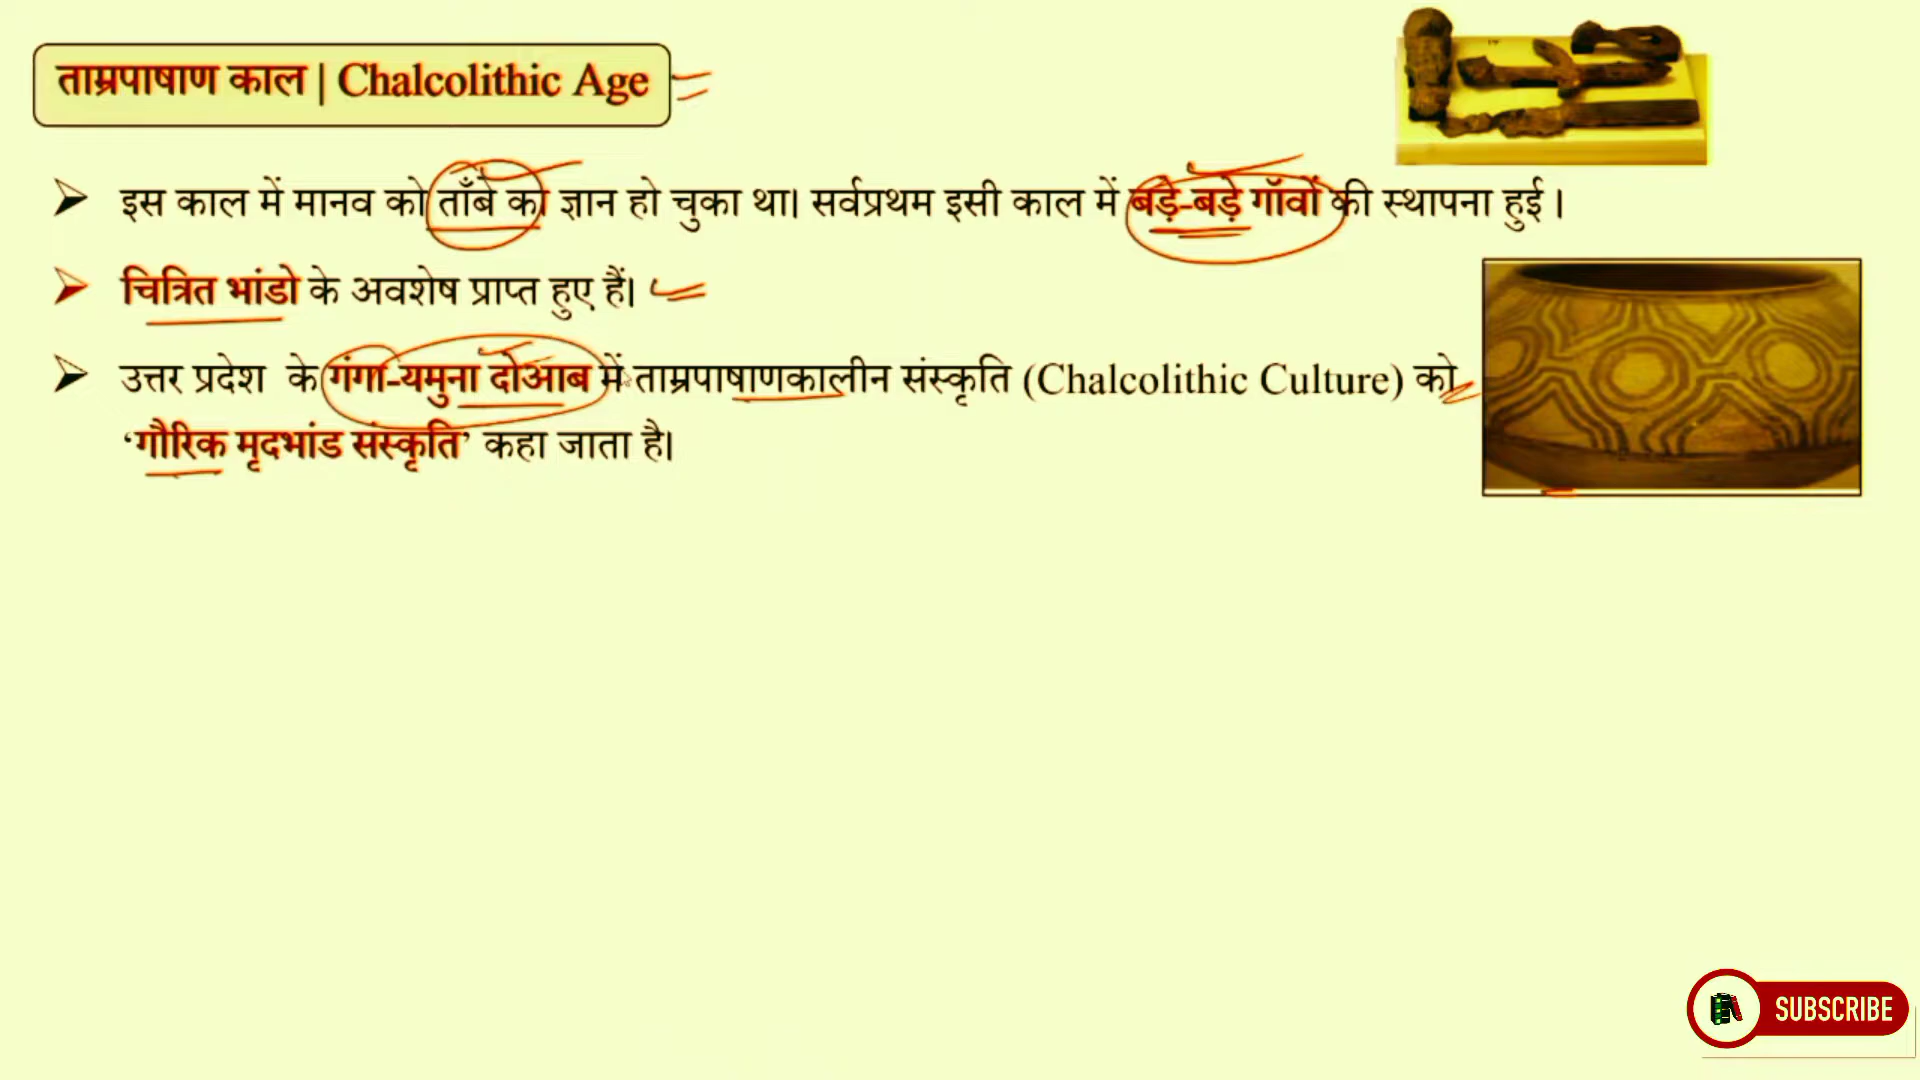 ताम्रपाषाण काल | Chalcolithic Age
इस काल में मानव को ताँबे का ज्ञान हो चुका था। सर्वप्रथम इसी काल में बड़े-बड़े गाँवों की स्थापना हुई ।
चित्रित भांडो के अवशेष प्राप्त हुए हैं।
उत्तर प्रदेश के गंगा-यमुना दोआब में ताम्रपाषाणकालीन संस्कृति (Chalcolithic Culture) को
‘गौरिक मृदभांड संस्कृति’ कहा जाता है।
SUBSCRIBE